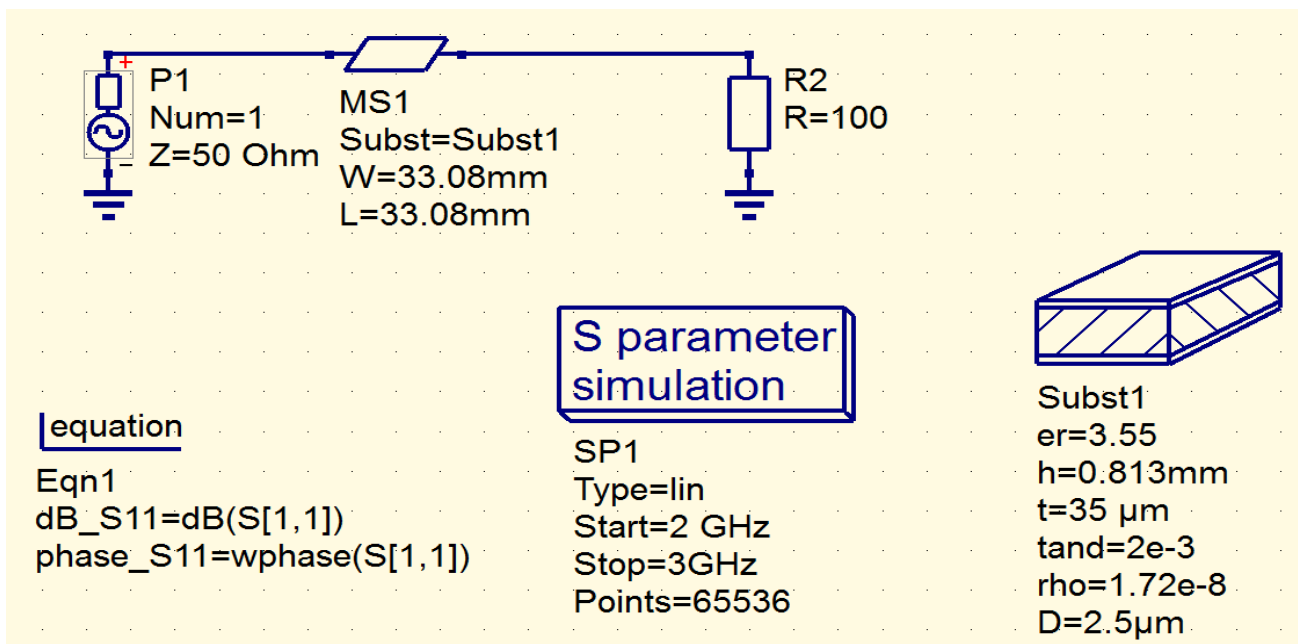 +
P1
Num=1
Z=50 Ohm
–
MS1
Subst=Subst1
W=33.08mm
L=33.08mm
R2
R=100
equation
Eqn1
dB_S11=dB(S[1,1])
phase_S11=wphase(S[1,1])
S parameter
simulation
SP1
Type=lin
Start=2 GHz
Stop=3GHz
Points=65536
Subst1
er=3.55
h=0.813mm
t=35 µm
tand=2e-3
rho=1.72e-8
D=2.5µm